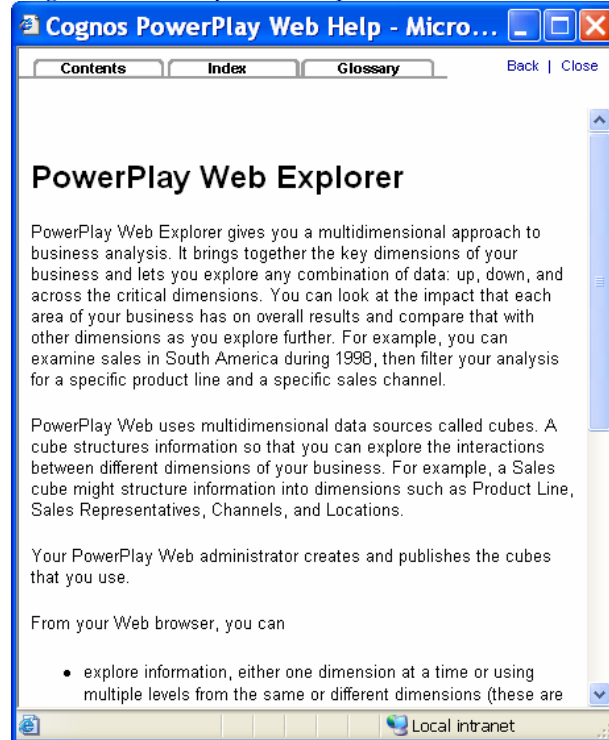 Cognos PowerPlay Web Help - Micro...
Contents Index Glossary Back | Close
PowerPlay Web Explorer
PowerPlay Web Explorer gives you a multidimensional approach to
business analysis. It brings together the key dimensions of your
business and lets you explore any combination of data: up, down, and
across the critical dimensions. You can look at the impact that each
area of your business has on overall results and compare that with
other dimensions as you explore further. For example, you can
examine sales in South America during 1998, then filter your analysis
for a specific product line and a specific sales channel.
PowerPlay Web uses multidimensional data sources called cubes. A
cube structures information so that you can explore the interactions
between different dimensions of your business. For example, a Sales
cube might structure information into dimensions such as Product Line,
Sales Representatives, Channels, and Locations.
Your PowerPlay Web administrator creates and publishes the cubes
that you use.
From your Web browser, you can
• explore information, either one dimension at a time or using
multiple levels from the same or different dimensions (these are
Local intranet